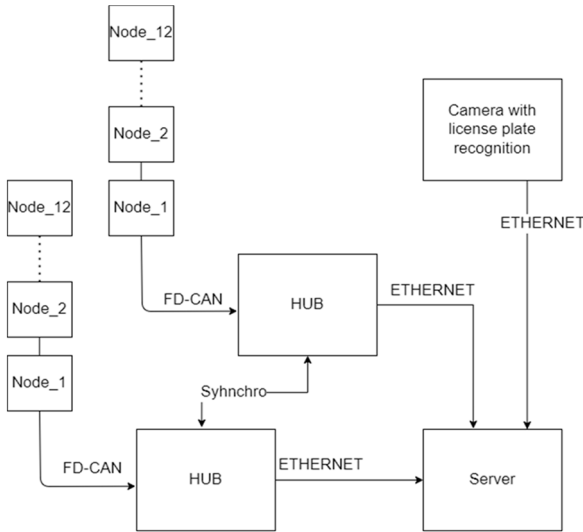 Node_12
Node_2
Camera with
license plate
recognition
Node_12
Node_1
ETHERNET
Node_2
FD-CAN
HUB
ETHERNET
Node_1
Syhnchro
FD-CAN
HUB
ETHERNET
Server